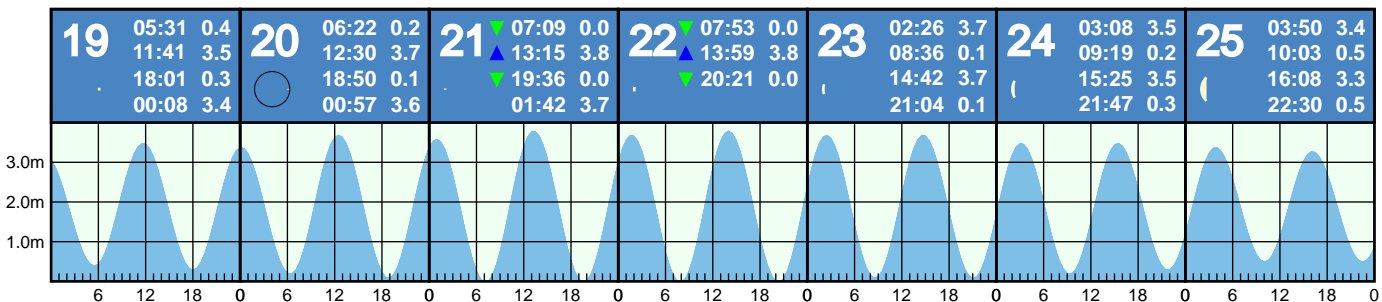 19
05:31 0.4
11:41 3.5
18:01 0.3
00:08 3.4
20
06:22 0.2
12:30 3.7
18:50 0.1
00:57 3.6
21
▼ 07:09 0.0
▲ 13:15 3.8
▼ 19:36 0.0
01:42 3.7
22
▼ 07:53 0.0
▲ 13:59 3.8
▼ 20:21 0.0
23
02:26 3.7
08:36 0.1
14:42 3.7
21:04 0.1
24
03:08 3.5
09:19 0.2
15:25 3.5
21:47 0.3
25
03:50 3.4
10:03 0.5
16:08 3.3
22:30 0.5
3.0m
2.0m
1.0m
6 12 18 0 6 12 18 0 6 12 18 0 6 12 18 0 6 12 18 0 6 12 18 0 6 12 18 0